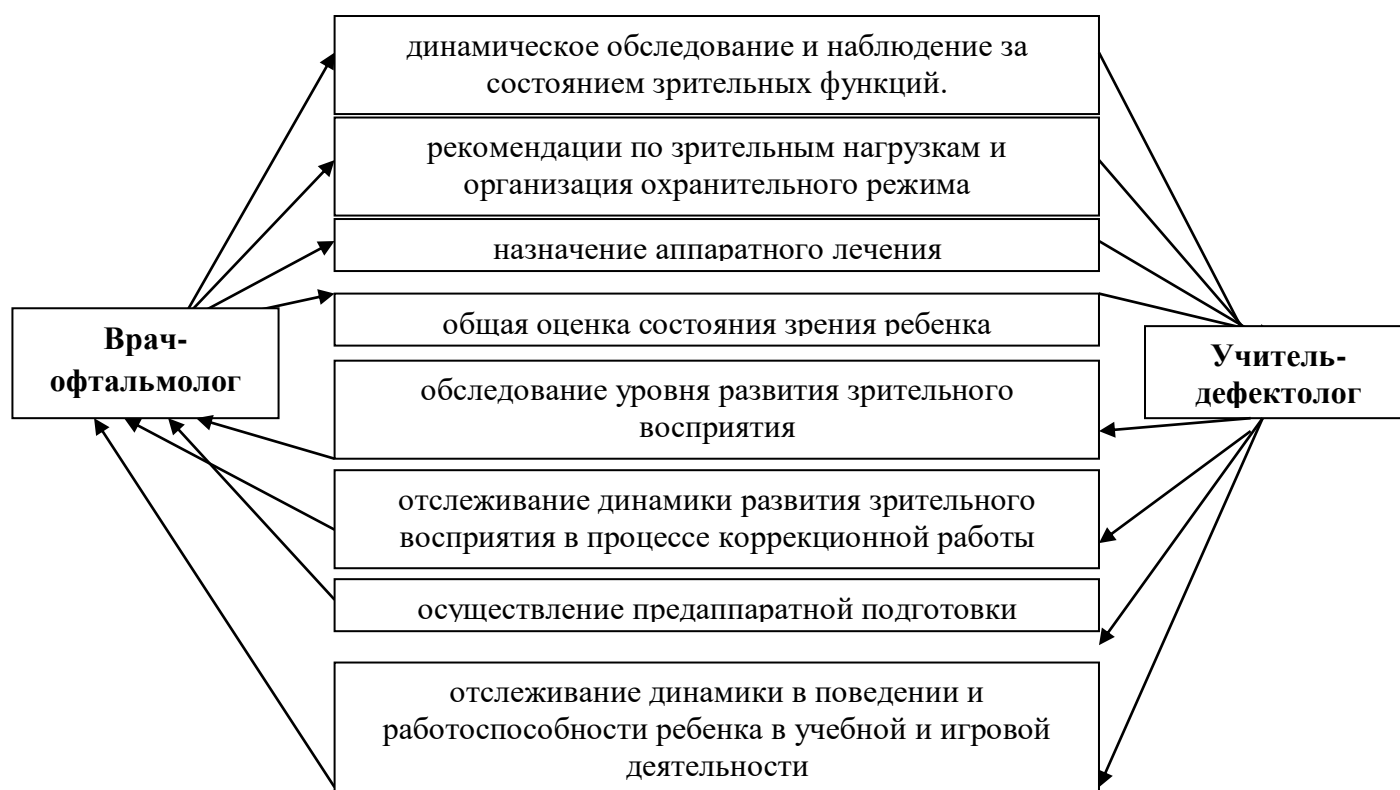 динамическое обследование и наблюдение за
состоянием зрительных функций.
рекомендации по зрительным нагрузкам и
организация охранительного режима
назначение аппаратного лечения
общая оценка состояния зрения ребенка
Врач-
офтальмолог
Учитель-
дефектолог
обследование уровня развития зрительного
восприятия
отслеживание динамики развития зрительного
восприятия в процессе коррекционной работы
осуществление предаппаратной подготовки
отслеживание динамики в поведении и
работоспособности ребенка в учебной и игровой
деятельности